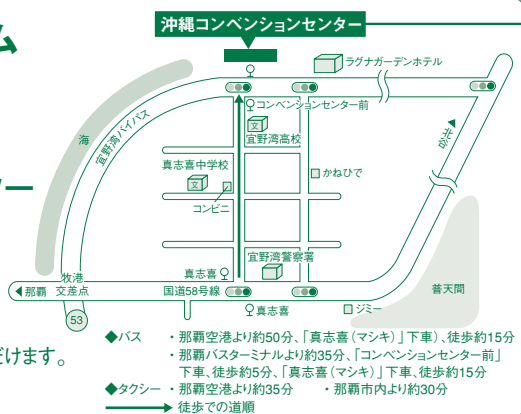 ム
沖縄コンベンションセンター
ラグナガーデンホテル
コンベンションセンター前
海
宜野湾バイパス
文
宜野湾高校
北谷
真志喜中学校
文
かねひで
コンビニ
宜野湾警察署
真志喜
普天間
那覇
牧港
交差点
国道58号線
真志喜
ジミー
53
ごけます。
◆バス ・那覇空港より約50分、「真志喜(マシキ)」下車)、徒歩約15分
・那覇バスターミナルより約35分、「コンベンションセンター前」
下車、徒歩約5分、「真志喜(マシキ)」下車、徒歩約15分
◆タクシー ・那覇空港より約35分 ・那覇市内より約30分
徒歩での道順